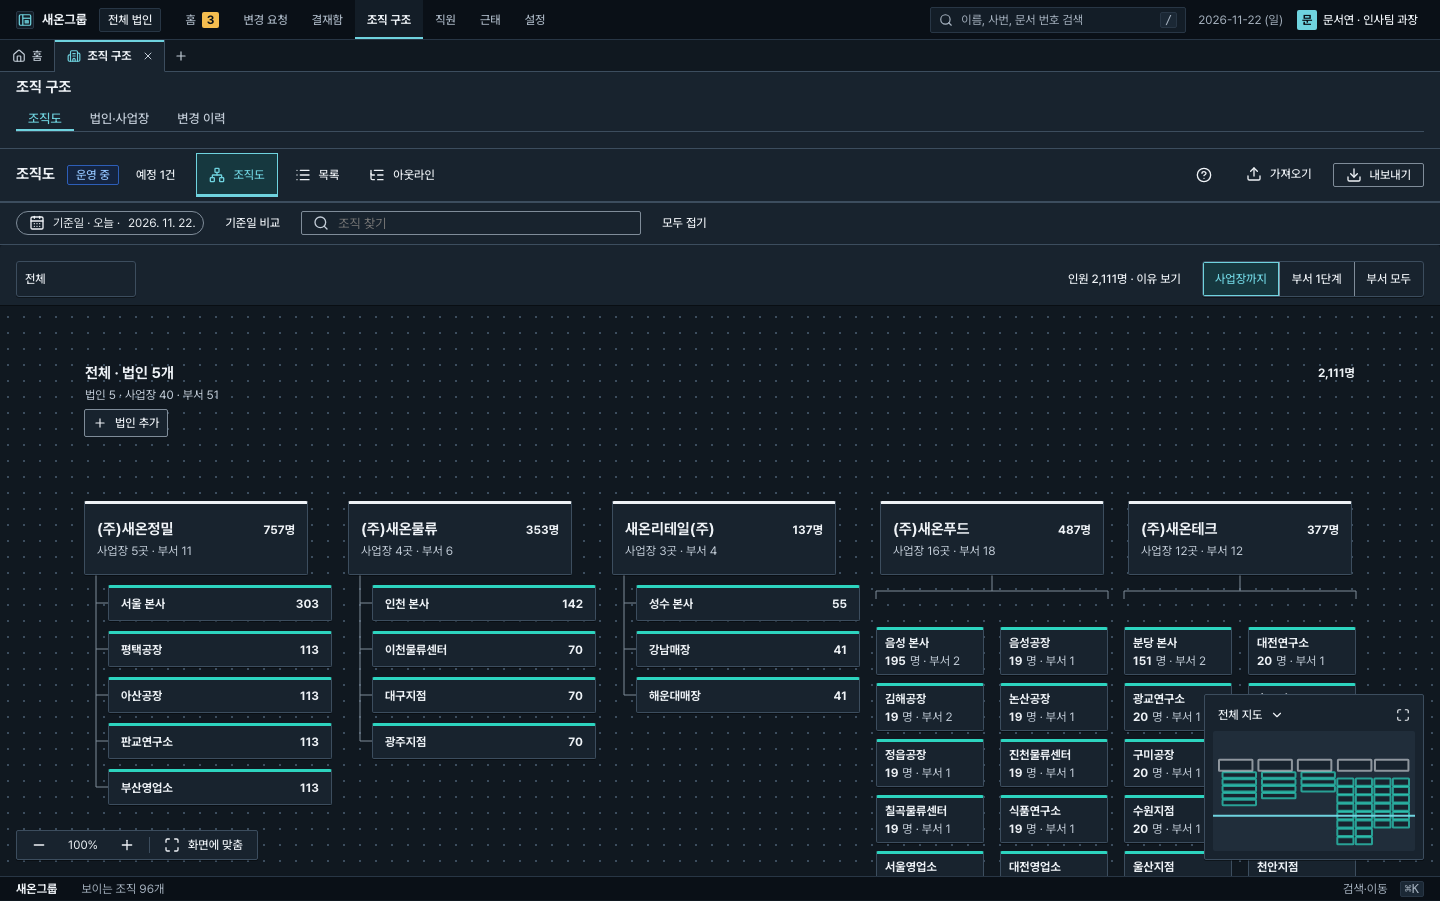 새온그룹 전체 법인 홈 3 변경 요청 결재함 조직 구조 직원 근태 설정 이름, 사번, 문서 번호 검색 / 2026-11-22 (일) 문 문서연 · 인사팀 과장
홈 조직 구조
조직 구조
조직도 법인·사업장 변경 이력
조직도 운영 중 예정 1건 조직도 목록 아웃라인 가져오기 내보내기
기준일 · 오늘 · 2026. 11. 22. 기준일 비교 조직 찾기 모두 접기
전체 인원 2,111명 · 이유 보기 사업장까지 부서 1단계 부서 모두
전체 · 법인 5개 2,111명
법인 5 · 사업장 40 · 부서 51
법인 추가
(주)새온정밀 757명
사업장 5곳 · 부서 11
서울 본사 303
평택공장 113
아산공장 113
판교연구소 113
부산영업소 113
(주)새온물류 353명
사업장 4곳 · 부서 6
인천 본사 142
이천물류센터 70
대구지점 70
광주지점 70
새온리테일(주) 137명
사업장 3곳 · 부서 4
성수 본사 55
강남매장 41
해운대매장 41
(주)새온푸드 487명
사업장 16곳 · 부서 18
음성 본사
195 명 · 부서 2
음성공장
19 명 · 부서 1
김해공장
19 명 · 부서 2
논산공장
19 명 · 부서 1
정읍공장
19 명 · 부서 1
진천물류센터
19 명 · 부서 1
칠곡물류센터
19 명 · 부서 1
식품연구소
19 명 · 부서 1
서울영업소
대전영업소
(주)새온테크 377명
사업장 12곳 · 부서 12
분당 본사
151 명 · 부서 2
대전연구소
20 명 · 부서 1
광교연구소
20 명 · 부서 1
구미공장
20 명 · 부서 1
수원지점
20 명 · 부서 1
울산지점
천안지점
전체 지도
100% 화면에 맞춤
새온그룹 보이는 조직 96개 검색·이동 ⌘K